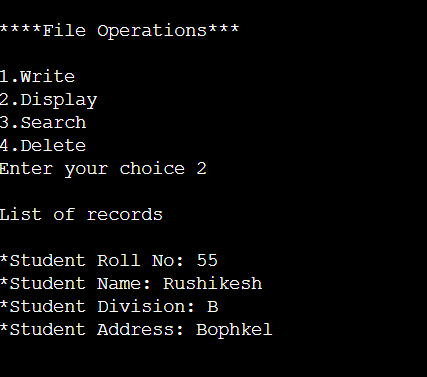 ****File Operations***
1.Write
2.Display
3.Search
4.Delete
Enter your choice 2
List of records
*Student Roll No: 55
*Student Name: Rushikesh
*Student Division: B
*Student Address: Bophkel